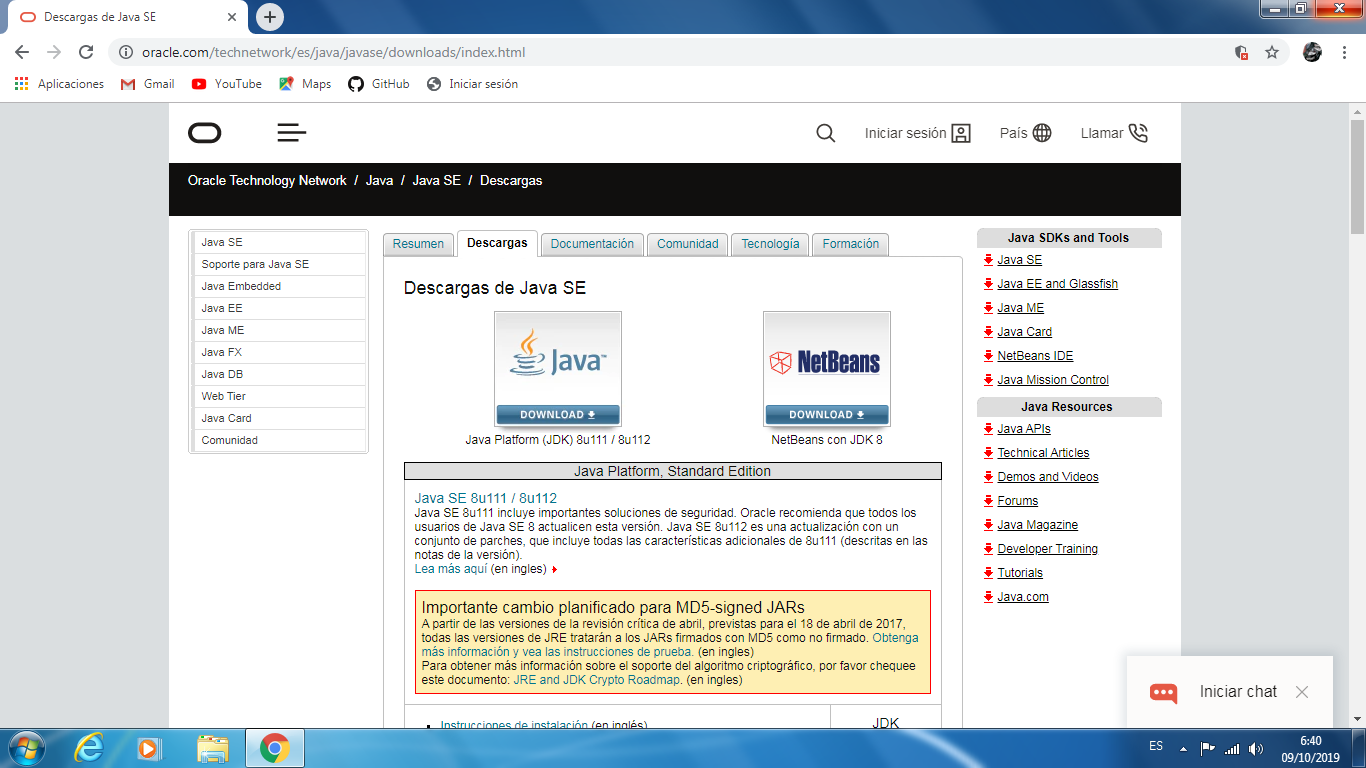 Descargas de Java SE
oracle.com/technetwork/es/java/javase/downloads/index.html
Aplicaciones
Gmail
YouTube
Maps
GitHub
Iniciar sesión
Iniciar sesión
País
Llamar
Oracle Technology Network / Java / Java SE / Descargas
Java SE
Soporte para Java SE
Java Embedded
Java EE
Java ME
Java FX
Java DB
Web Tier
Java Card
Comunidad
Resumen
Descargas
Documentación
Comunidad
Tecnología
Formación
Descargas de Java SE
Java™
DOWNLOAD
Java Platform (JDK) 8u111 / 8u112
NetBeans
DOWNLOAD
NetBeans con JDK 8
Java Platform, Standard Edition
Java SE 8u111 / 8u112
Java SE 8u111 incluye importantes soluciones de seguridad. Oracle recomienda que todos los
usuarios de Java SE 8 actualicen esta versión. Java SE 8u112 es una actualización con un
conjunto de parches, que incluye todas las características adicionales de 8u111 (descritas en las
notas de la versión).
Lea más aquí (en ingles)
Importante cambio planificado para MD5-signed JARs
A partir de las versiones de la revisión crítica de abril, previstas para el 18 de abril de 2017,
todas las versiones de JRE tratarán a los JARs firmados con MD5 como no firmado. Obtenga
más información y vea las instrucciones de prueba. (en ingles)
Para obtener más información sobre el soporte del algoritmo criptográfico, por favor chequee
este documento: JRE and JDK Crypto Roadmap. (en ingles)
Instrucciones de instalación (en inglés)
JDK
Java SDKs and Tools
Java SE
Java EE and Glassfish
Java ME
Java Card
NetBeans IDE
Java Mission Control
Java Resources
Java APIs
Technical Articles
Demos and Videos
Forums
Java Magazine
Developer Training
Tutorials
Java.com
Iniciar chat
ES
6:40
09/10/2019